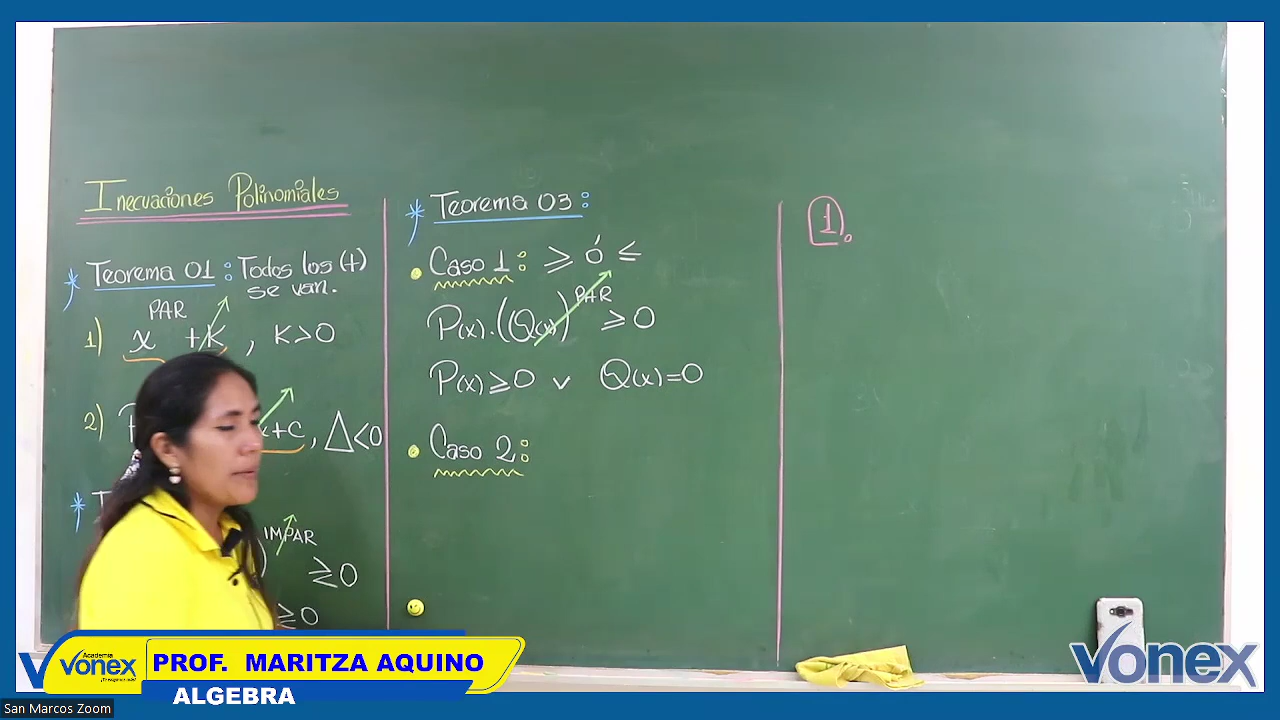 Inecuaciones Polinomiales
* Teorema 01 : Todos los (+)
se van.
PAR
1) x + K , K > 0
2) P x + C , Δ < 0
* T
IMPAR
) ≷ 0
≷ 0
* Teorema 03 :
• Caso 1 : ≥ ó ≤
P(x) . (Q(x))^PAR ≥ 0
P(x) ≥ 0 v Q(x) = 0
• Caso 2 :
1.
Academia
Vonex
PROF. MARITZA AQUINO
ALGEBRA
Vonex
San Marcos Zoom